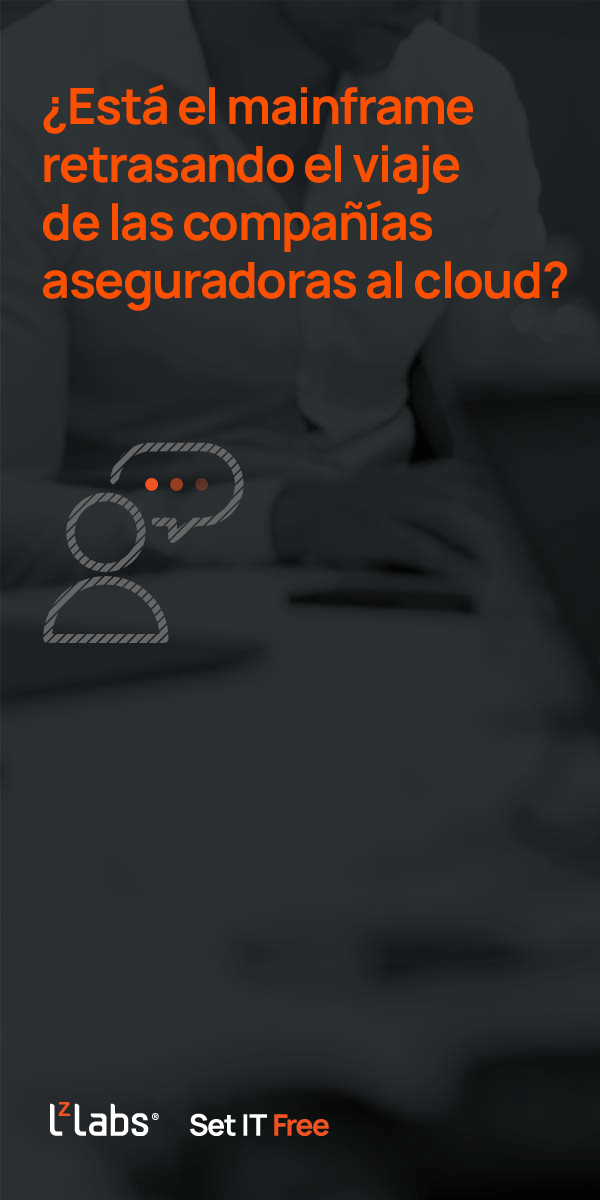 ¿Está el mainframe
retrasando el viaje
de las compañías
aseguradoras al cloud?
LzLabs®
Set IT Free